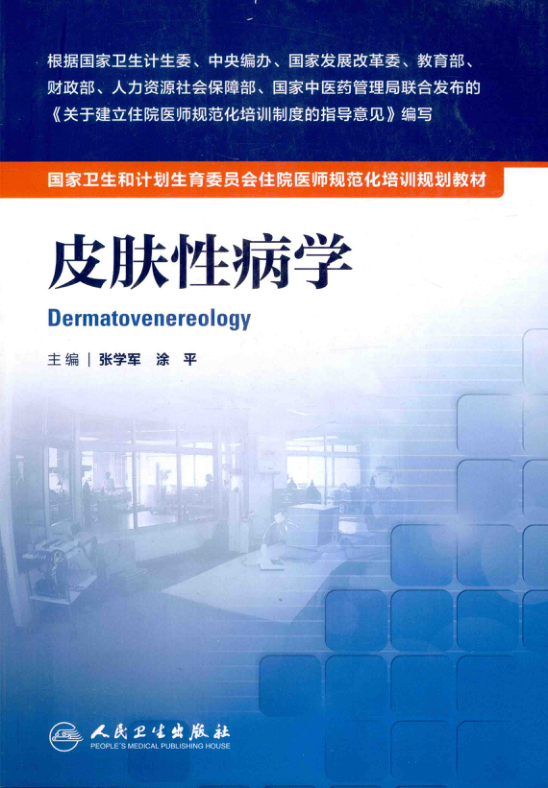 根据国家卫生计生委、中央编办、国家发展改革委、教育部、
财政部、人力资源社会保障部、国家中医药管理局联合发布的
《关于建立住院医师规范化培训制度的指导意见》编写
国家卫生和计划生育委员会住院医师规范化培训规划教材
皮肤性病学
Dermatovenereology
主编 | 张学军 涂 平
人民卫生出版社
PEOPLE'S MEDICAL PUBLISHING HOUSE